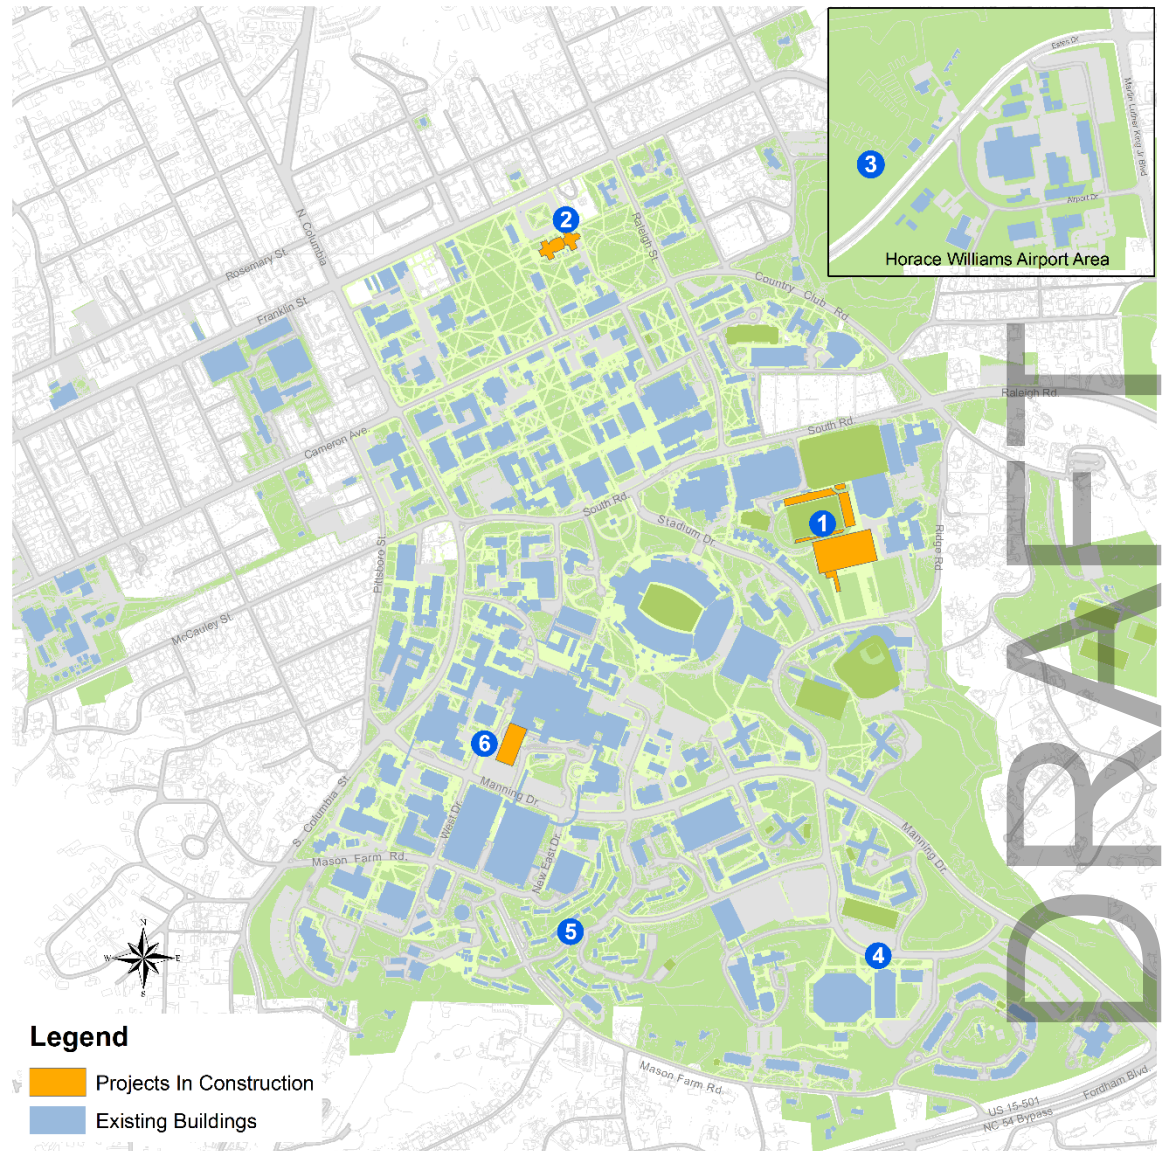 Estes Dr
Martin Luther King Jr Blvd
3
Airport Dr
Horace Williams Airport Area
2
N. Columbia
Raleigh St.
Rosemary St.
Franklin St.
Country Club Rd
Raleigh Rd.
South Rd.
Cameron Ave.
South Rd.
Stadium Dr.
1
Pittsboro St.
Ridge Rd
McCauley St.
6
Manning Dr
S. Columbia St.
West Dr.
New East Dr.
Mason Farm Rd.
Manning Dr.
5
4
N
W
E
S
DRAFT
Legend
Projects In Construction
Existing Buildings
Mason Farm Rd.
Fordham Blvd.
US 15-501
NC 54 Bypass